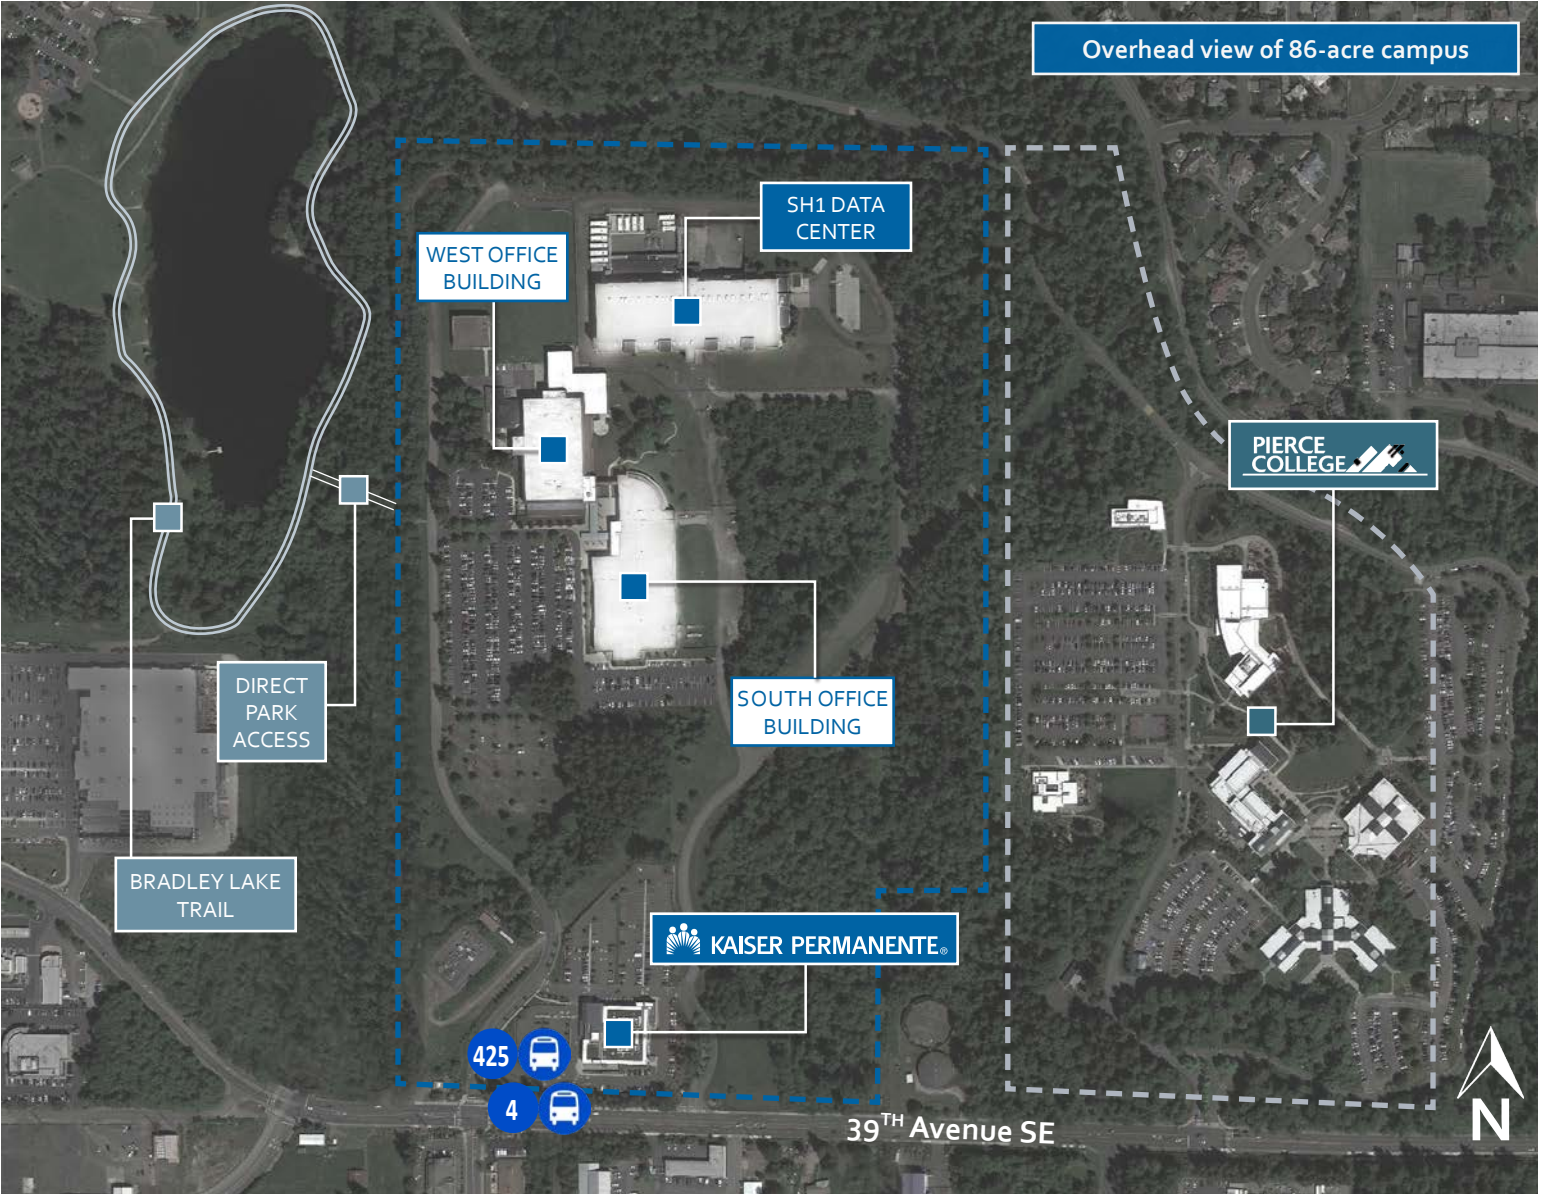 Overhead view of 86-acre campus
SH1 DATA
CENTER
WEST OFFICE
BUILDING
PIERCE
COLLEGE
DIRECT
PARK
ACCESS
SOUTH OFFICE
BUILDING
BRADLEY LAKE
TRAIL
KAISER PERMANENTE®
425
4
39TH Avenue SE
N